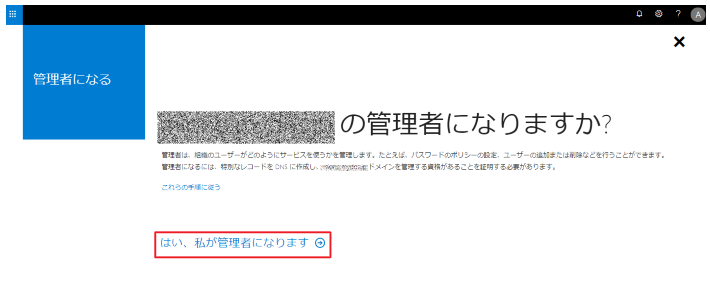 ?
A
管理者になる
の管理者になりますか?
管理者は、組織のユーザーがどのようにサービスを使うかを管理します。たとえば、パスワードのポリシーの設定、ユーザーの追加または削除などを行うことができます。
管理者になるには、特別なレコードを DNS に作成し、ドメインを管理する資格があることを証明する必要があります。
これらの手順に従う
はい、私が管理者になります